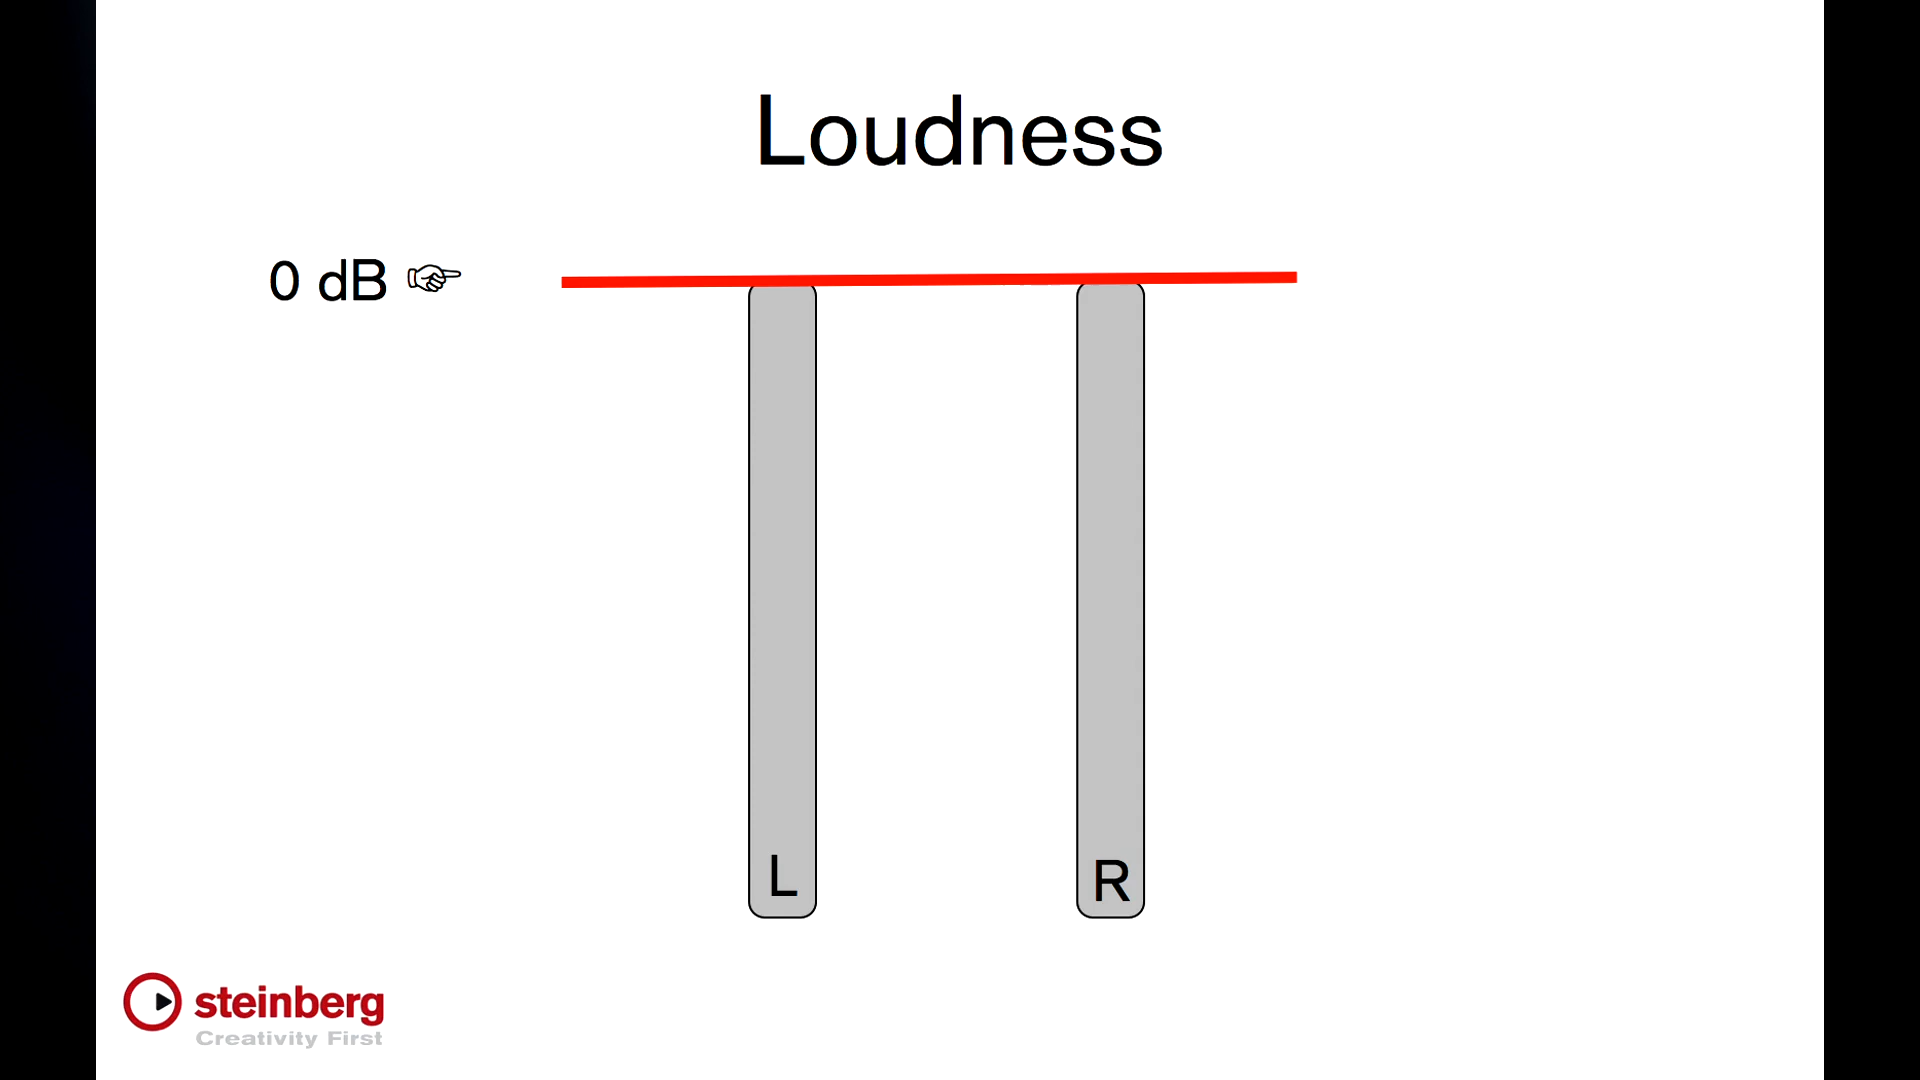 Loudness
0 dB ☞
L
R
steinberg
Creativity First